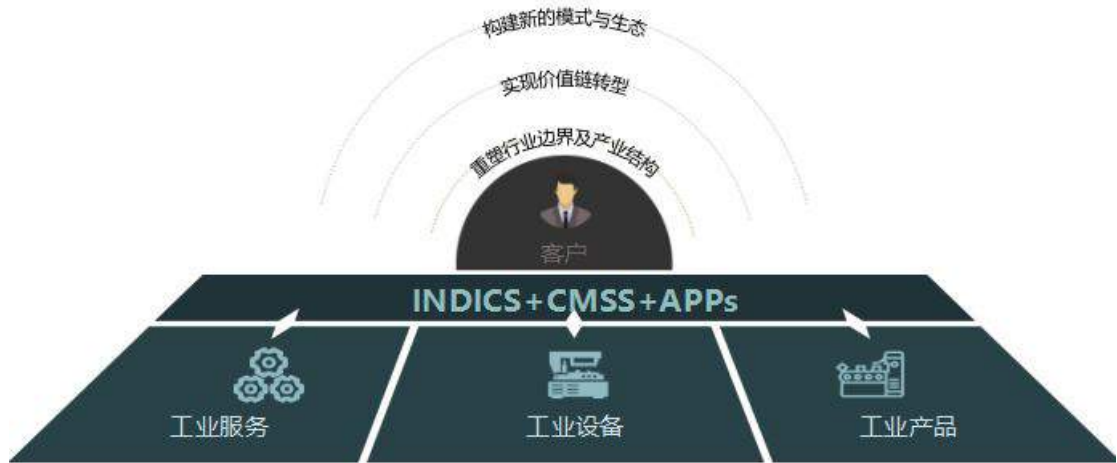 构建新的模式与生态
实现价值链转型
重塑行业边界及产业结构
客户
INDICS+CMSS+APPs
工业服务
工业设备
工业产品